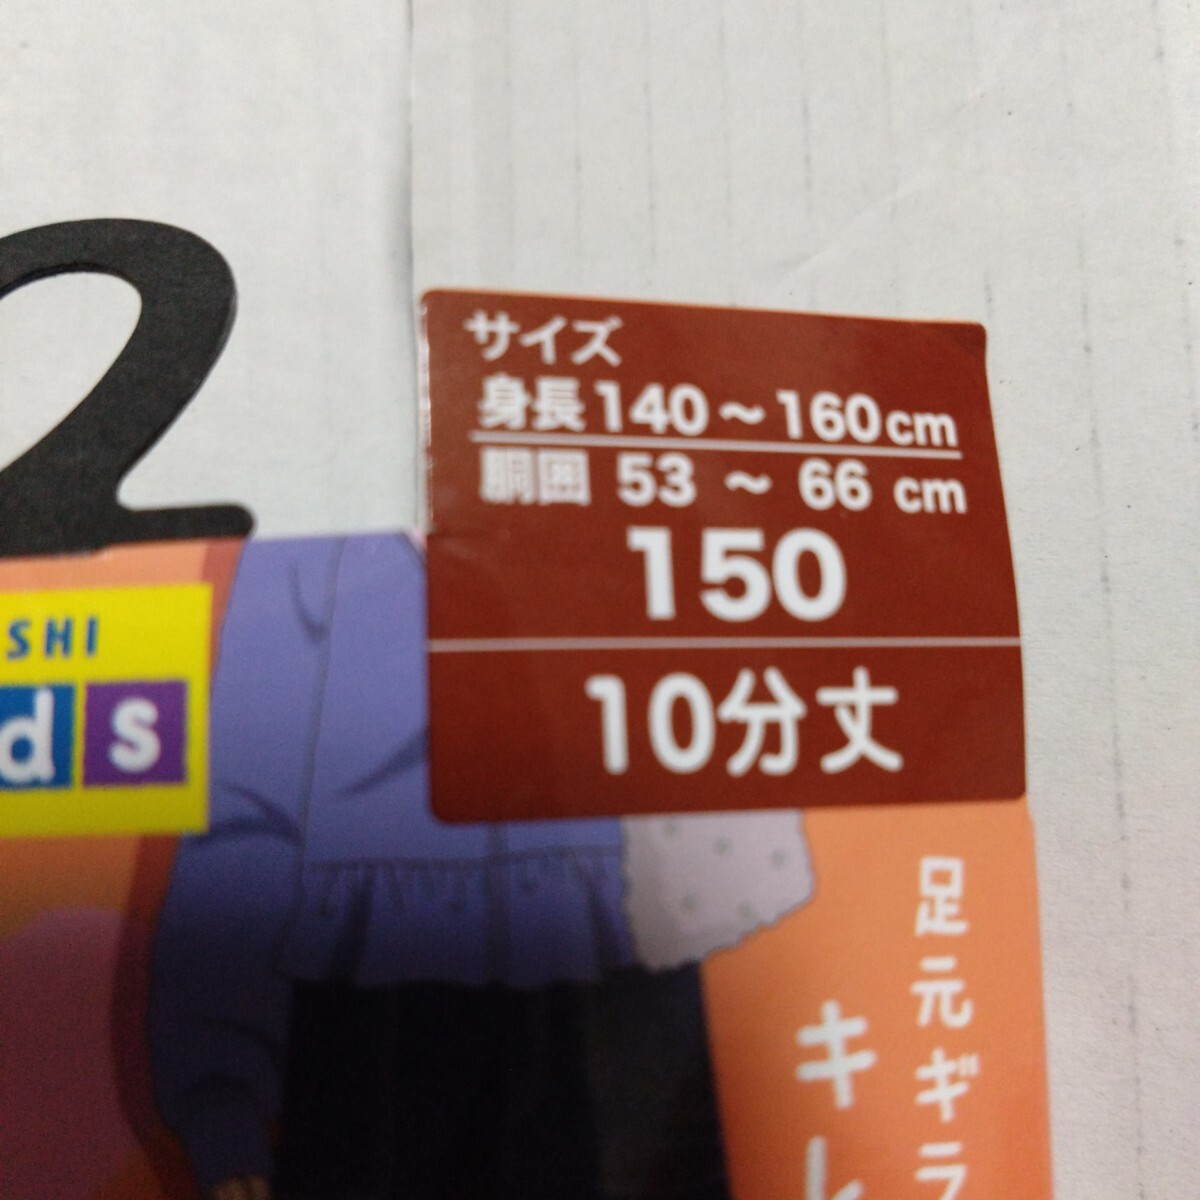 サイズ
身長140～160cm
胴囲 53 ～ 66 cm
150
10分丈
SHI
ds
足元ギラ
キレ